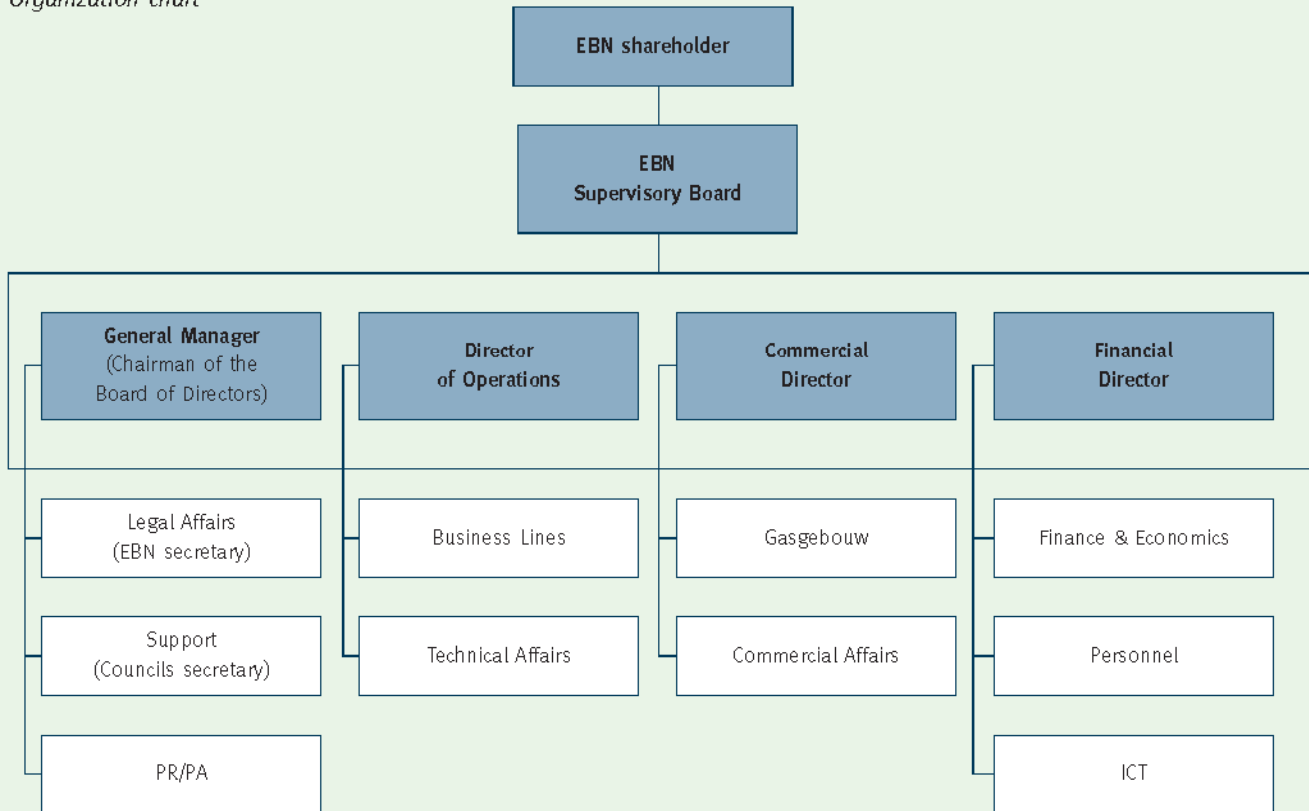 Organization chart
EBN shareholder
EBN
Supervisory Board
General Manager
(Chairman of the
Board of Directors)
Director
of Operations
Commercial
Director
Financial
Director
Legal Affairs
(EBN secretary)
Business Lines
Gasgebouw
Finance & Economics
Support
(Councils secretary)
Technical Affairs
Commercial Affairs
Personnel
PR/PA
ICT